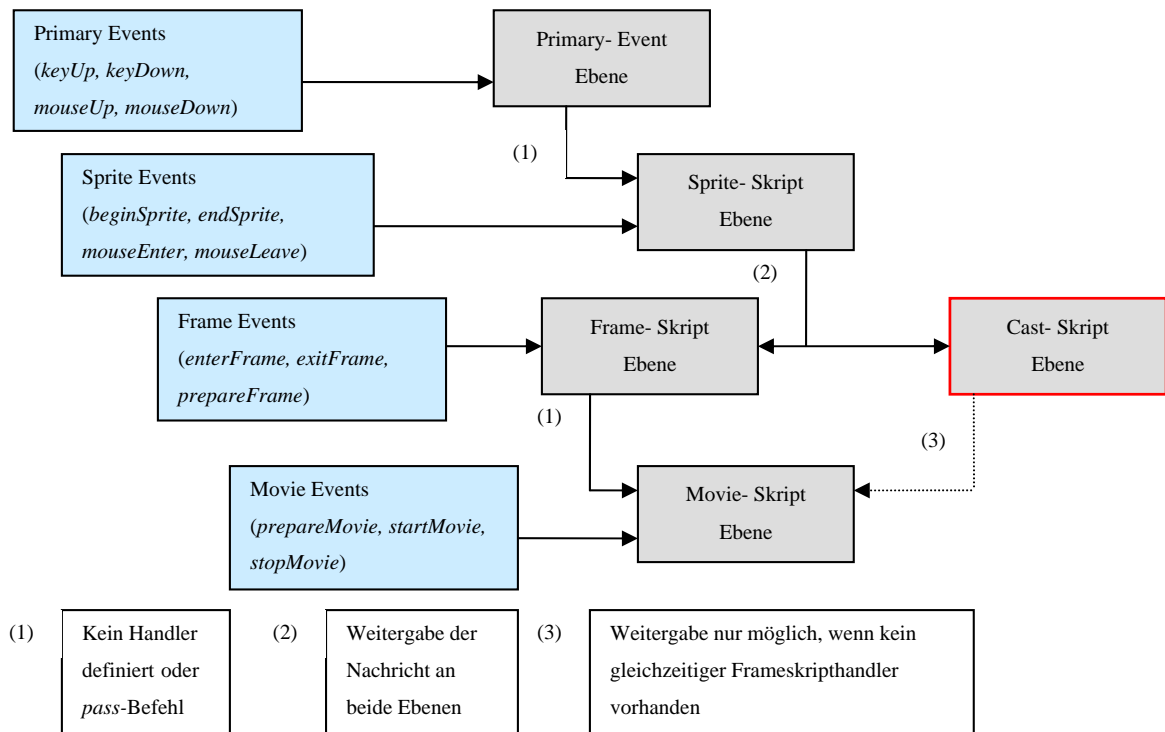 Primary Events
(keyUp, keyDown,
mouseUp, mouseDown)
Primary- Event
Ebene
(1)
Sprite Events
(beginSprite, endSprite,
mouseEnter, mouseLeave)
Sprite- Skript
Ebene
(2)
Frame Events
(enterFrame, exitFrame,
prepareFrame)
Frame- Skript
Ebene
Cast- Skript
Ebene
(1)
(3)
Movie Events
(prepareMovie, startMovie,
stopMovie)
Movie- Skript
Ebene
(1)
Kein Handler
definiert oder
pass-Befehl
(2)
Weitergabe der
Nachricht an
beide Ebenen
(3)
Weitergabe nur möglich, wenn kein
gleichzeitiger Frameskripthandler
vorhanden